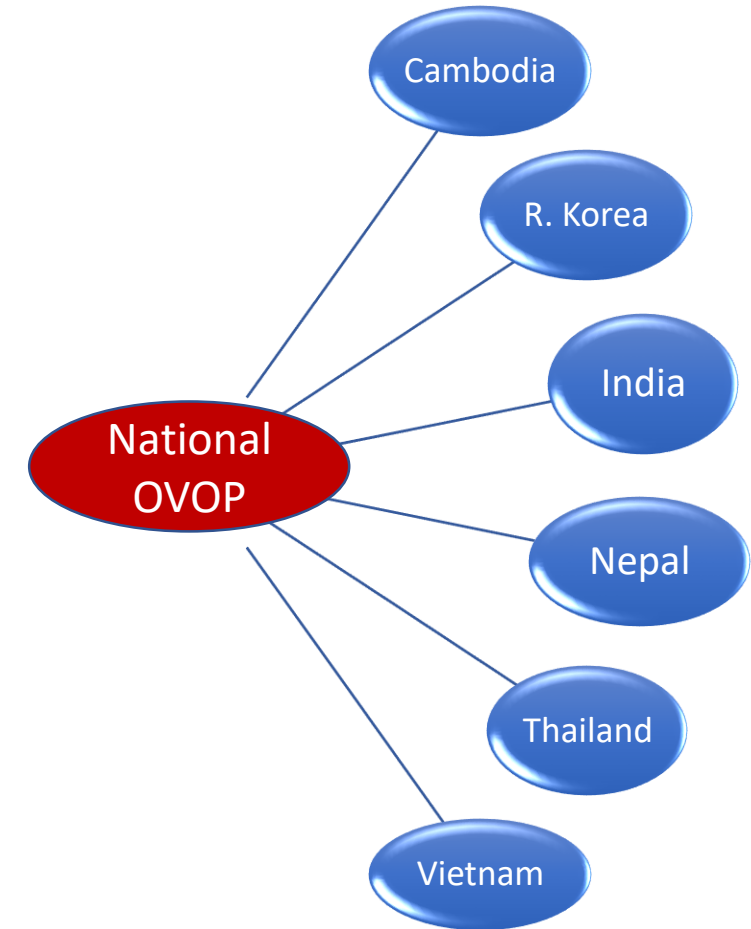 Cambodia
R. Korea
India
National
OVOP
Nepal
Thailand
Vietnam